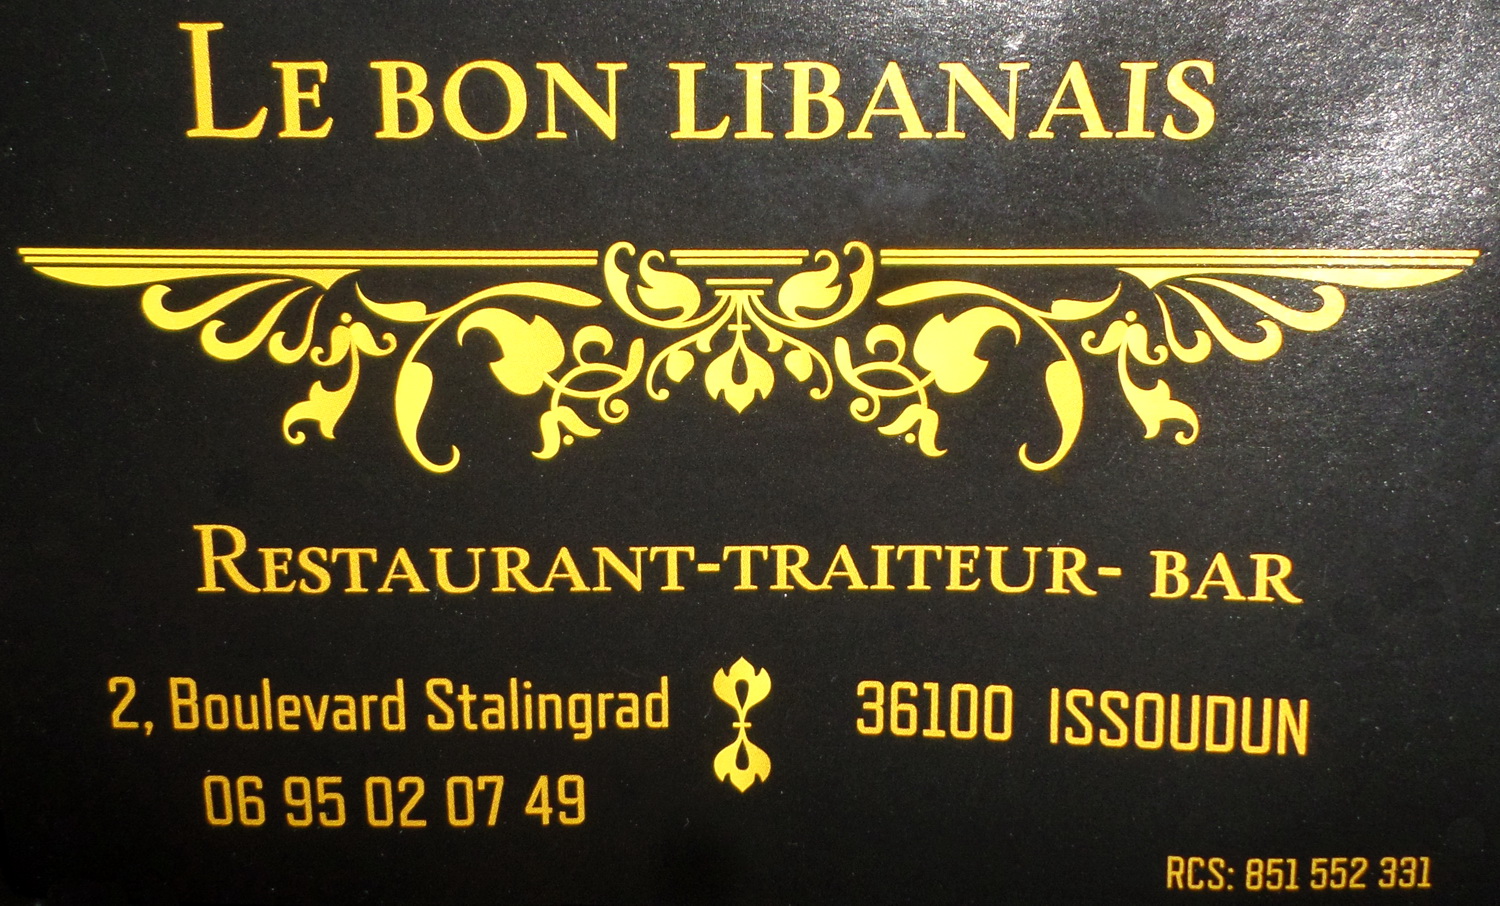 LE BON LIBANAIS
RESTAURANT-TRAITEUR- BAR
2, Boulevard Stalingrad 36100 ISSOUDUN
06 95 02 07 49
RCS: 851 552 331